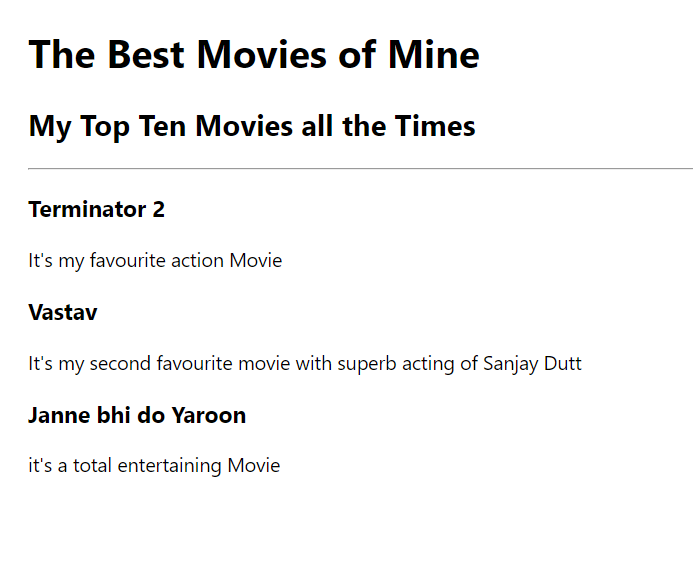 The Best Movies of Mine
My Top Ten Movies all the Times
Terminator 2
It's my favourite action Movie
Vastav
It's my second favourite movie with superb acting of Sanjay Dutt
Janne bhi do Yaroon
it's a total entertaining Movie